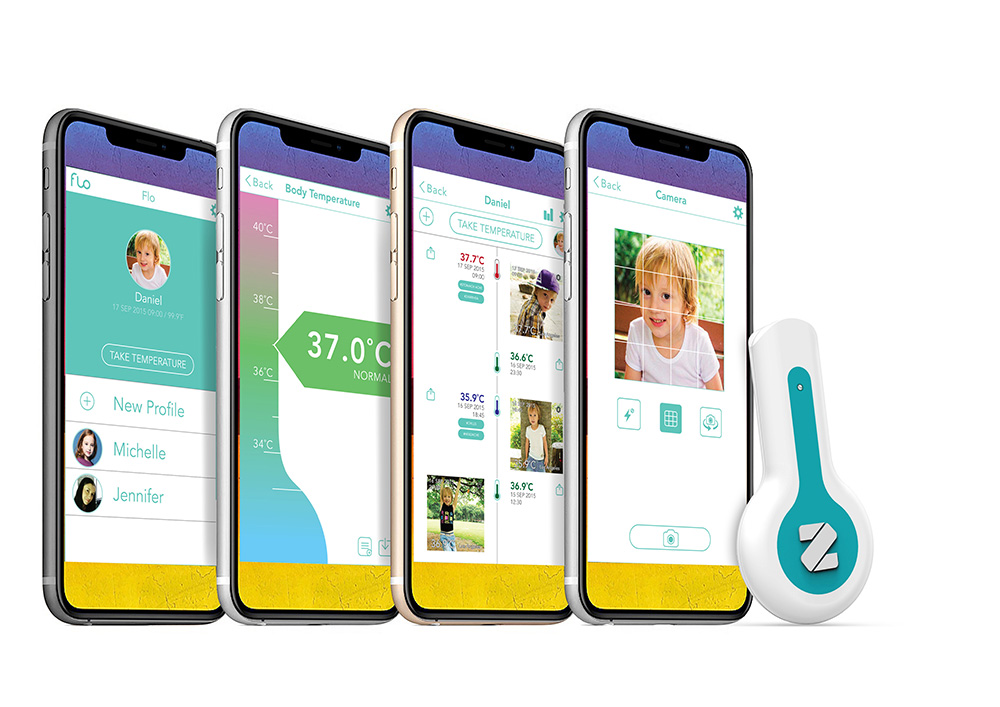 flo
Flo
Daniel
17 SEP 2015 09:00 / 99.9°F
TAKE TEMPERATURE
New Profile
Michelle
Jennifer
Back
Body Temperature
40°C
38°C
36°C
34°C
37.0°C
NORMAL
Back
Daniel
TAKE TEMPERATURE
37.7°C
17 SEP 2015
09:00
36.6°C
16 SEP 2015
23:30
35.9°C
16 SEP 2015
18:45
36.9°C
15 SEP 2015
12:30
Back
Camera